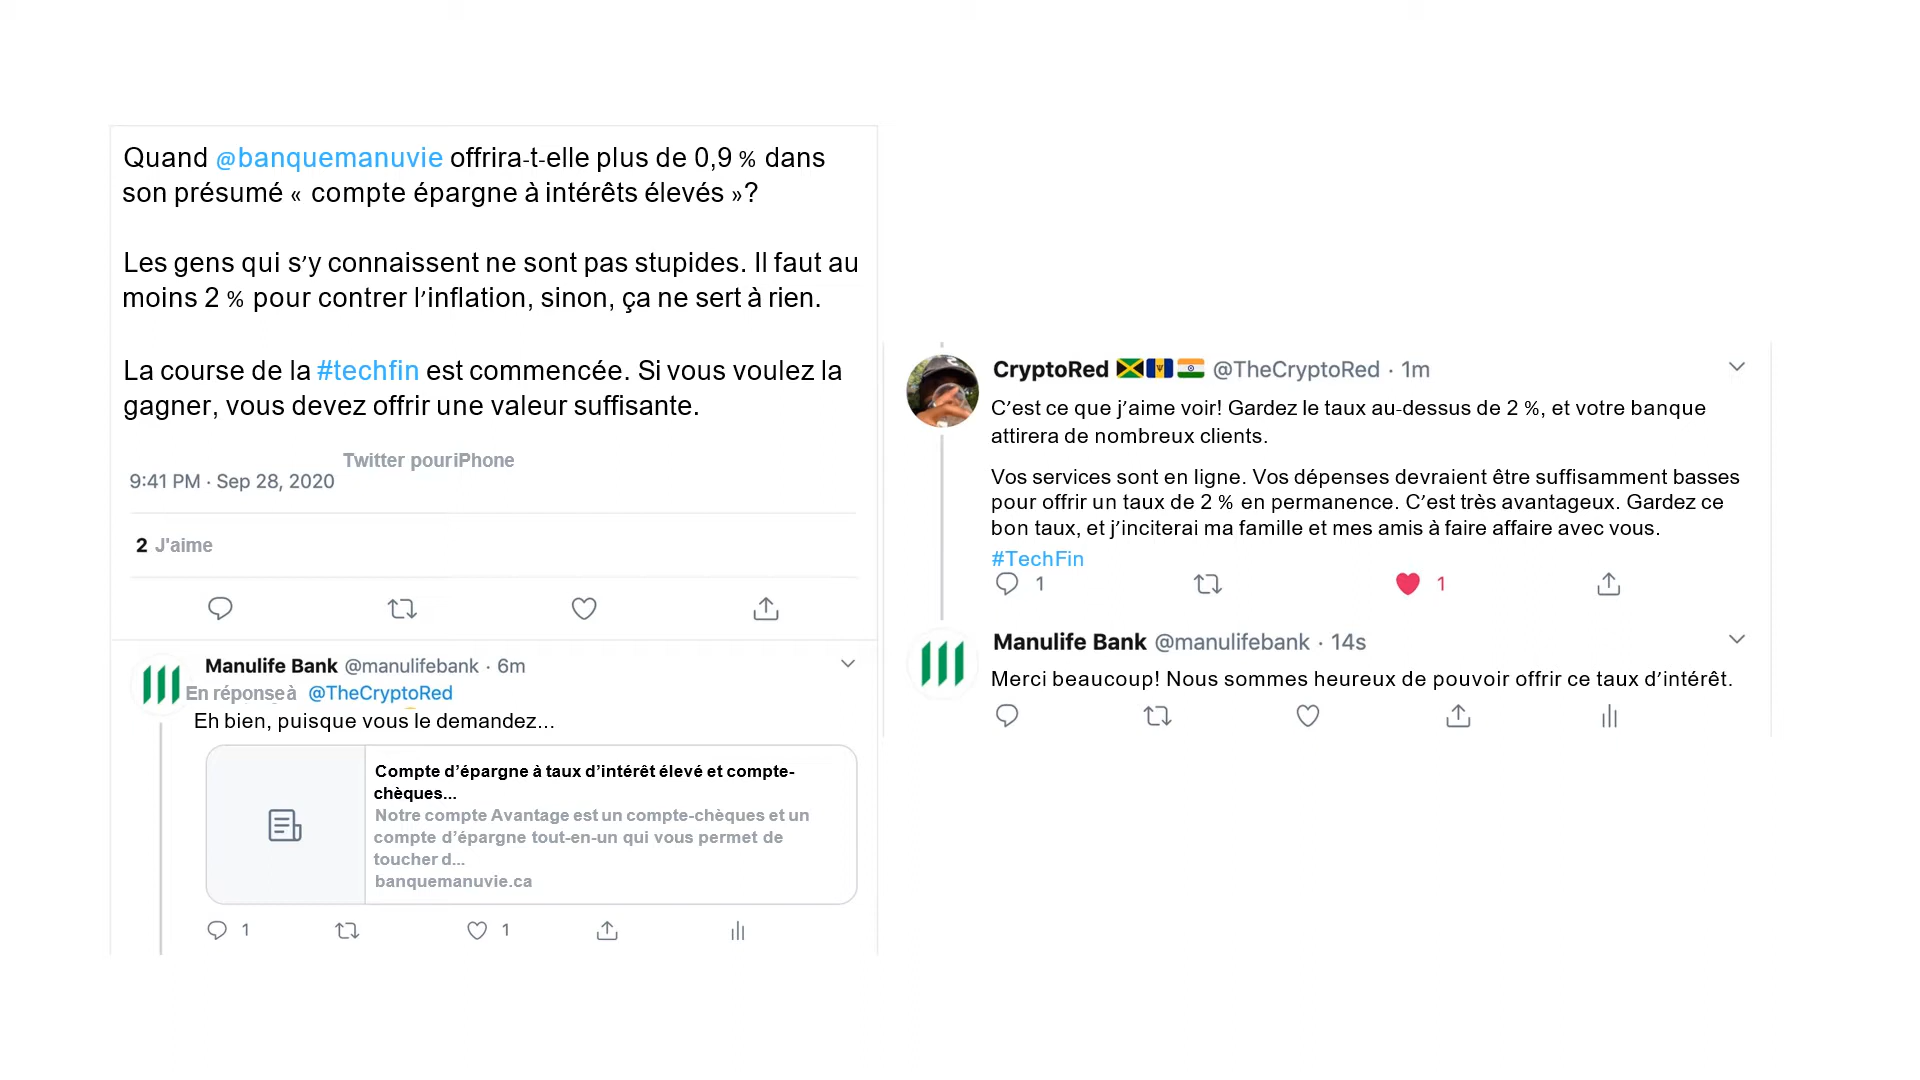 Quand @banquemanuvie offrira-t-elle plus de 0,9 % dans
son présumé « compte épargne à intérêts élevés »?
Les gens qui s’y connaissent ne sont pas stupides. Il faut au
moins 2 % pour contrer l’inflation, sinon, ça ne sert à rien.
La course de la #techfin est commencée. Si vous voulez la
gagner, vous devez offrir une valeur suffisante.
Twitter pouriPhone
9:41 PM · Sep 28, 2020
2 J'aime
Manulife Bank @manulifebank · 6m
En réponse à @TheCryptoRed
Eh bien, puisque vous le demandez...
Compte d’épargne à taux d’intérêt élevé et compte-
chèques...
Notre compte Avantage est un compte-chèques et un
compte d’épargne tout-en-un qui vous permet de
toucher d...
banquemanuvie.ca
1 1
CryptoRed @TheCryptoRed · 1m
C’est ce que j’aime voir! Gardez le taux au-dessus de 2 %, et votre banque
attirera de nombreux clients.
Vos services sont en ligne. Vos dépenses devraient être suffisamment basses
pour offrir un taux de 2 % en permanence. C’est très avantageux. Gardez ce
bon taux, et j’inciterai ma famille et mes amis à faire affaire avec vous.
#TechFin
1 1
Manulife Bank @manulifebank · 14s
Merci beaucoup! Nous sommes heureux de pouvoir offrir ce taux d’intérêt.